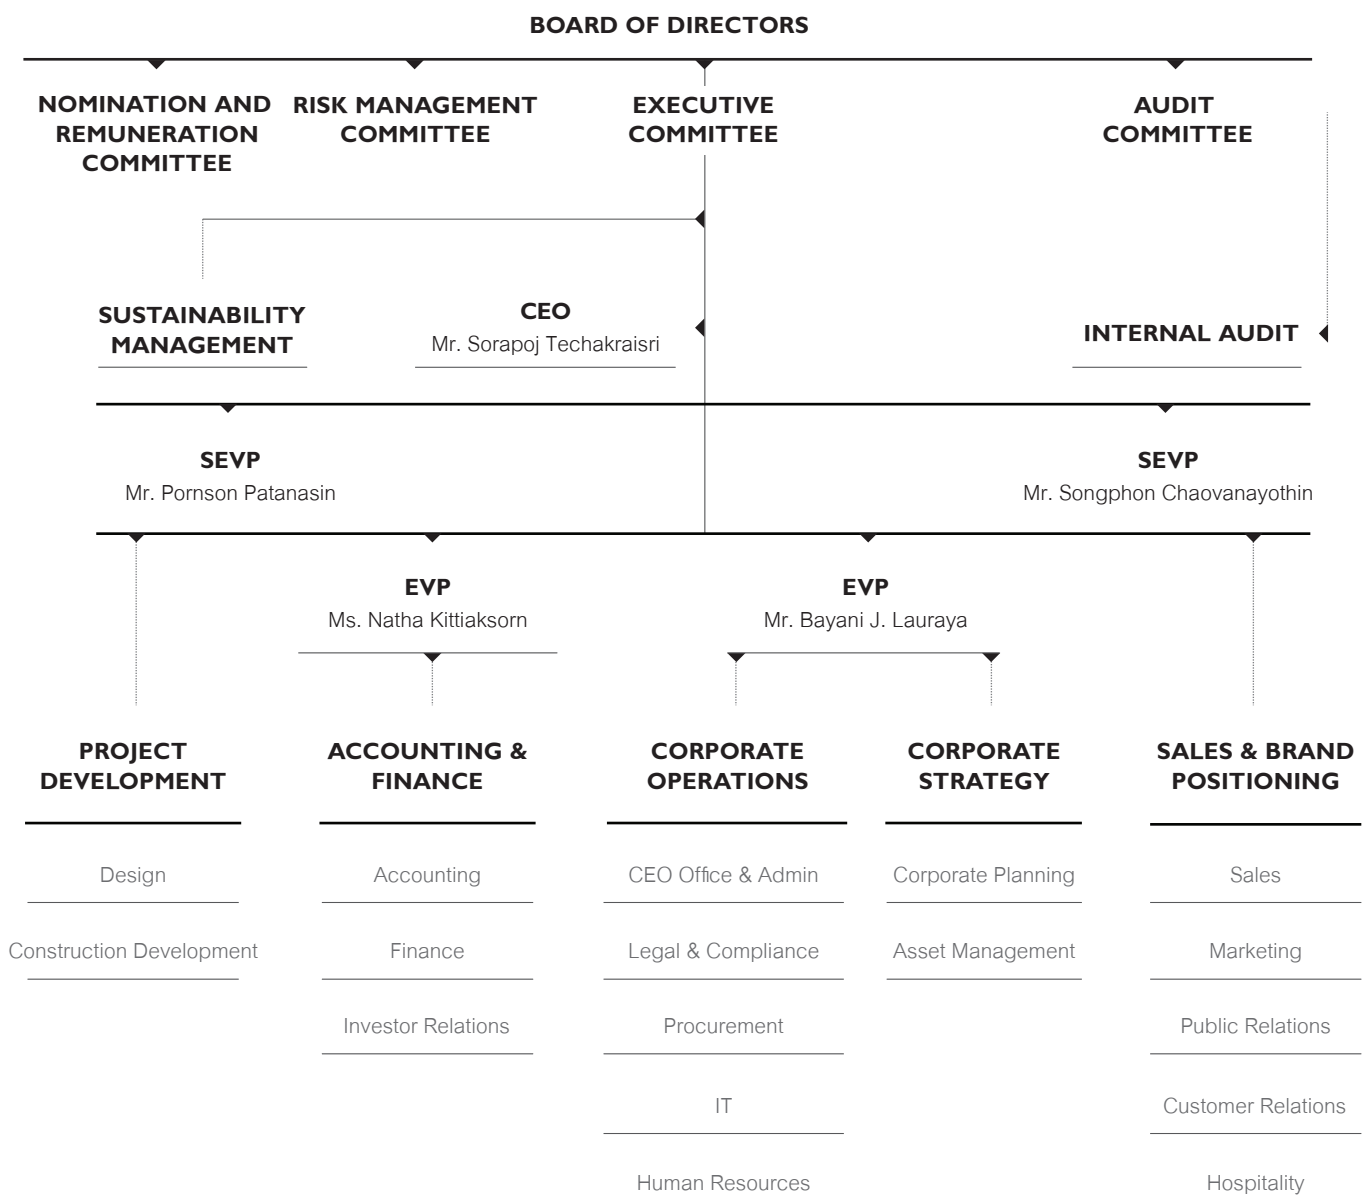 BOARD OF DIRECTORS
NOMINATION AND
REMUNERATION
COMMITTEE
RISK MANAGEMENT
COMMITTEE
EXECUTIVE
COMMITTEE
AUDIT
COMMITTEE
SUSTAINABILITY
MANAGEMENT
CEO
Mr. Sorapoj Techakraisri
INTERNAL AUDIT
SEVP
Mr. Pornson Patanasin
SEVP
Mr. Songphon Chaovanayothin
EVP
Ms. Natha Kittiaksorn
EVP
Mr. Bayani J. Lauraya
PROJECT
DEVELOPMENT
Design
Construction Development
ACCOUNTING &
FINANCE
Accounting
Finance
Investor Relations
CORPORATE
OPERATIONS
CEO Office & Admin
Legal & Compliance
Procurement
IT
Human Resources
CORPORATE
STRATEGY
Corporate Planning
Asset Management
SALES & BRAND
POSITIONING
Sales
Marketing
Public Relations
Customer Relations
Hospitality